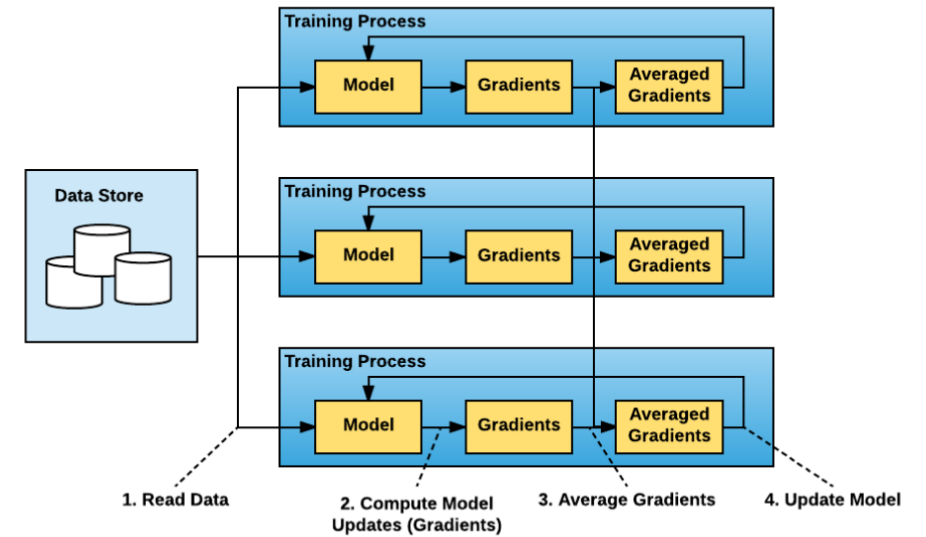 Training Process
Model
Gradients
Averaged
Gradients
Data Store
Training Process
Model
Gradients
Averaged
Gradients
Training Process
Model
Gradients
Averaged
Gradients
1. Read Data
2. Compute Model
Updates (Gradients)
3. Average Gradients
4. Update Model